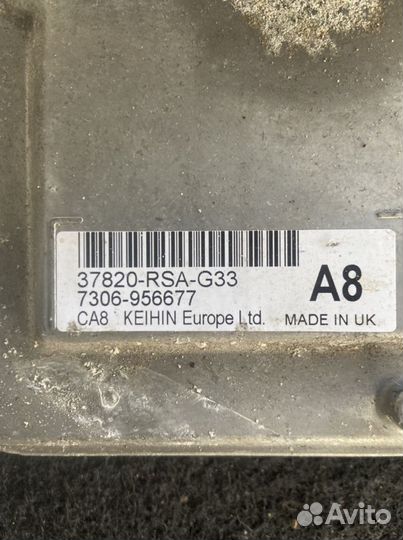 37820-RSA-G33
7306-956677
CA8 KEIHIN Europe Ltd.
A8
MADE IN UK
Avito